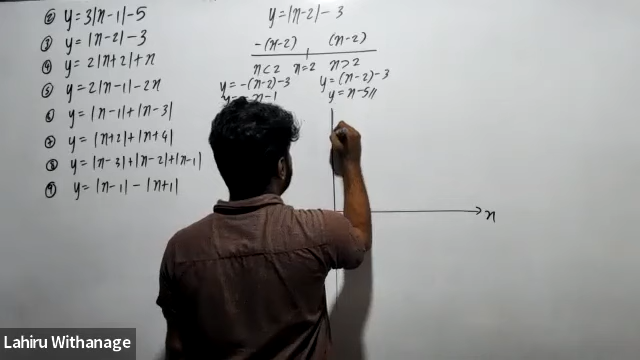 ② y=3|x-1|-5
③ y=|x-2|-3
④ y=2|x+2|+x
⑤ y=2|x-1|-2x
⑥ y=|x-1|+|x-3|
⑦ y=|x+2|+|x+4|
⑧ y=|x-3|+|x-2|+|x-1|
⑨ y=|x-1|-|x+1|
y=|x-2|-3
-(x-2) (x-2)
x<2 x=2 x>2
y=-(x-2)-3 y=(x-2)-3
y=-x-1 y=x-5//
x
Lahiru Withanage